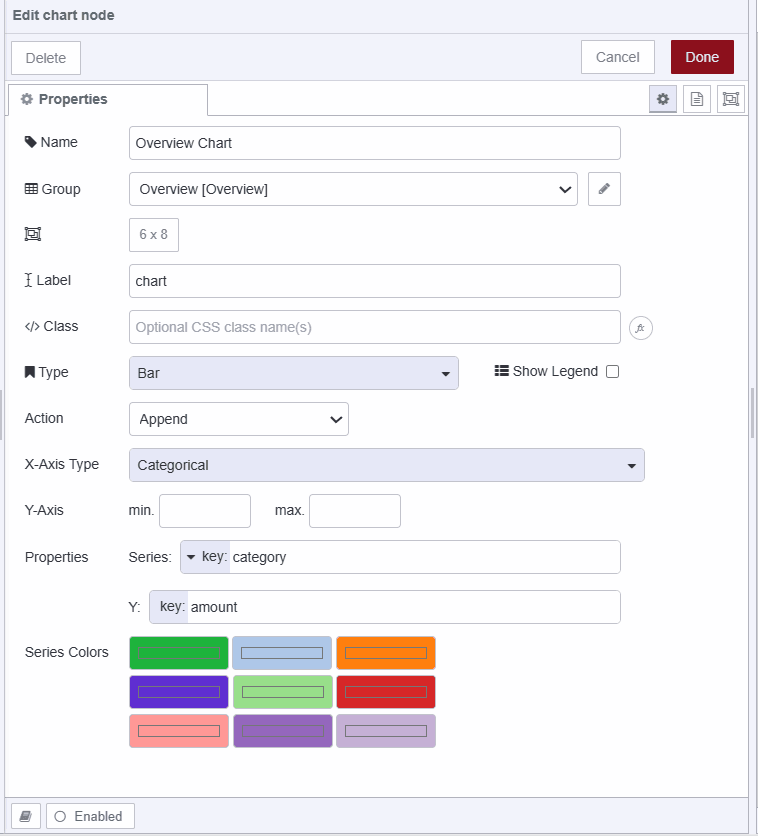 Edit chart node
Delete
Cancel
Done
Properties
Name
Overview Chart
Group
Overview [Overview]
6 x 8
Label
chart
</> Class
Optional CSS class name(s)
fx
Type
Bar
Show Legend
Action
Append
X-Axis Type
Categorical
Y-Axis
min.
max.
Properties
Series:
key: category
Y:
key: amount
Series Colors
Enabled